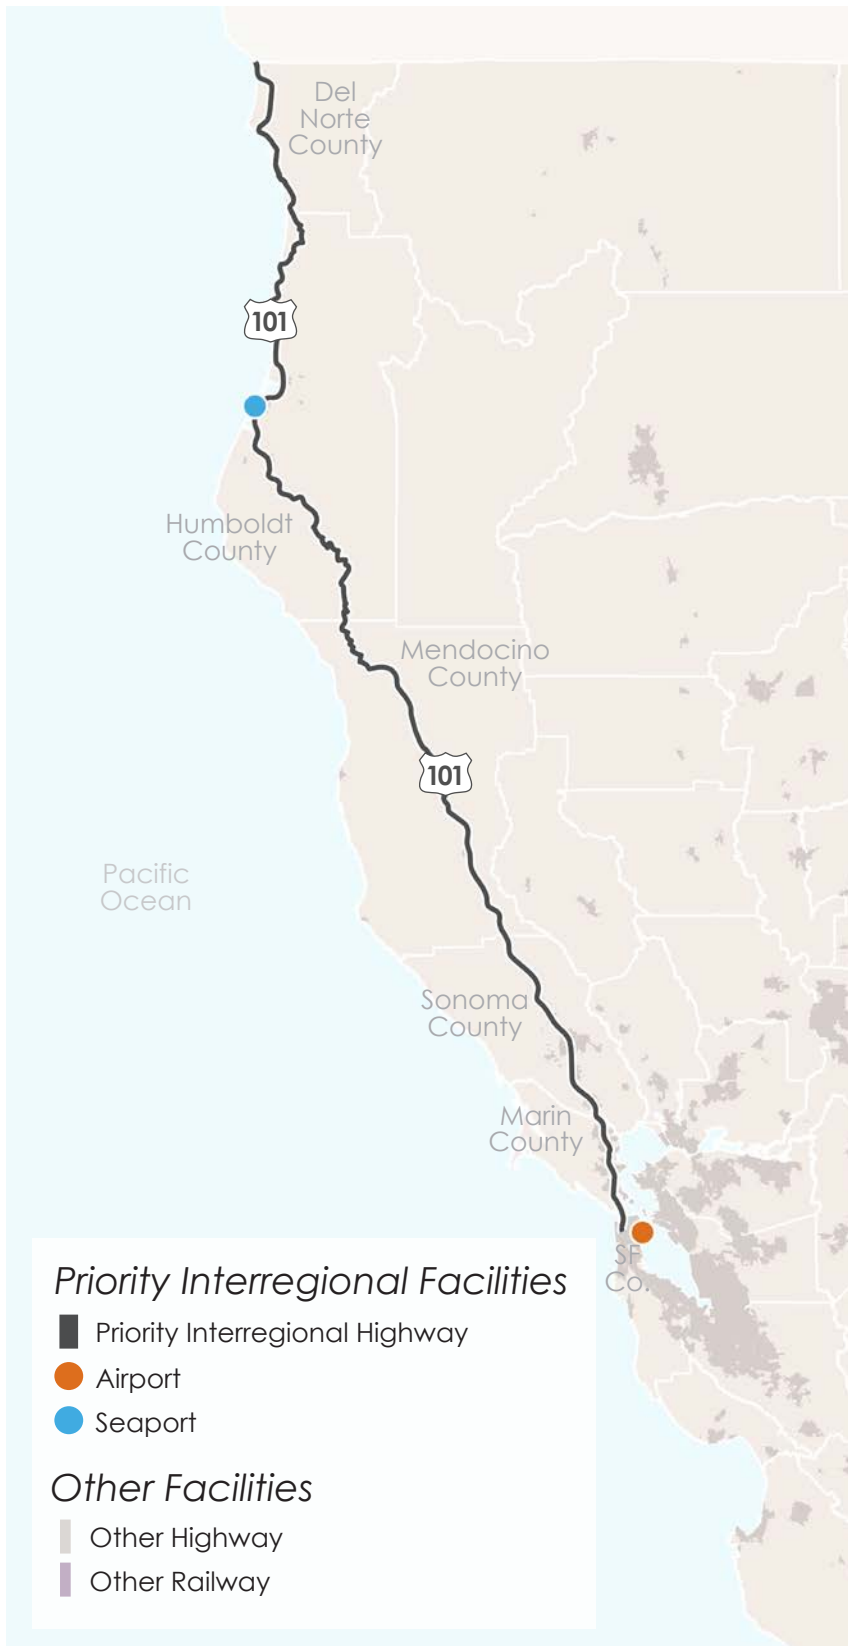 Del
Norte
County
101
Humboldt
County
Mendocino
County
101
Pacific
Ocean
Sonoma
County
Marin
County
SF
Co.
Priority Interregional Facilities
Priority Interregional Highway
Airport
Seaport
Other Facilities
Other Highway
Other Railway